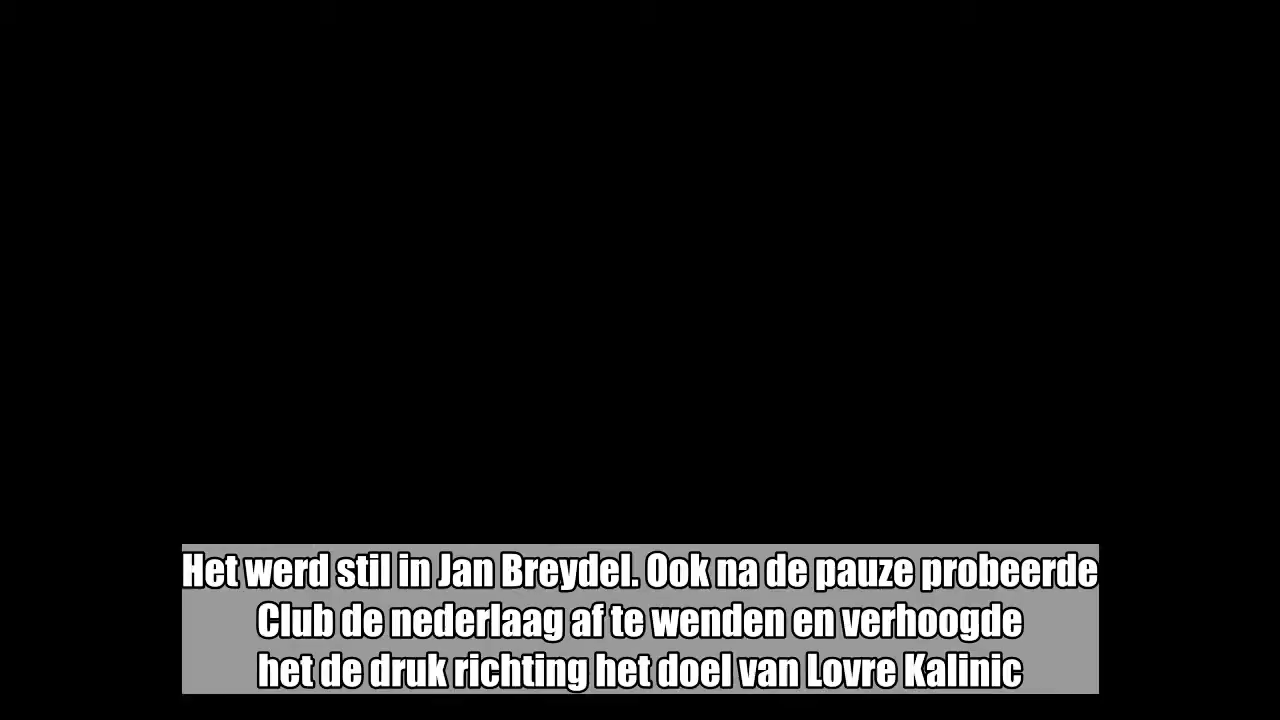 Het werd stil in Jan Breydel. Ook na de pauze probeerde
Club de nederlaag af te wenden en verhoogde
het de druk richting het doel van Lovre Kalinic